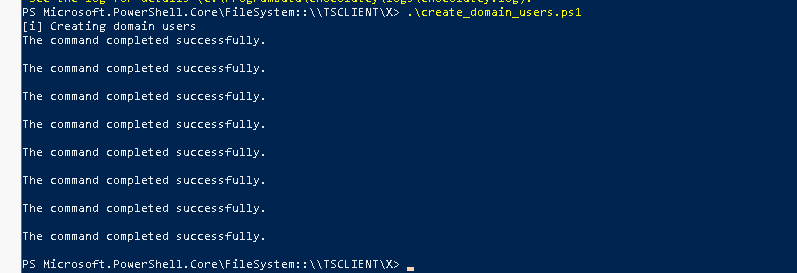 PS Microsoft.PowerShell.Core\FileSystem::\\TSCLIENT\X> .\create_domain_users.ps1
[i] Creating domain users
The command completed successfully.
The command completed successfully.
The command completed successfully.
The command completed successfully.
The command completed successfully.
The command completed successfully.
The command completed successfully.
The command completed successfully.
PS Microsoft.PowerShell.Core\FileSystem::\\TSCLIENT\X>